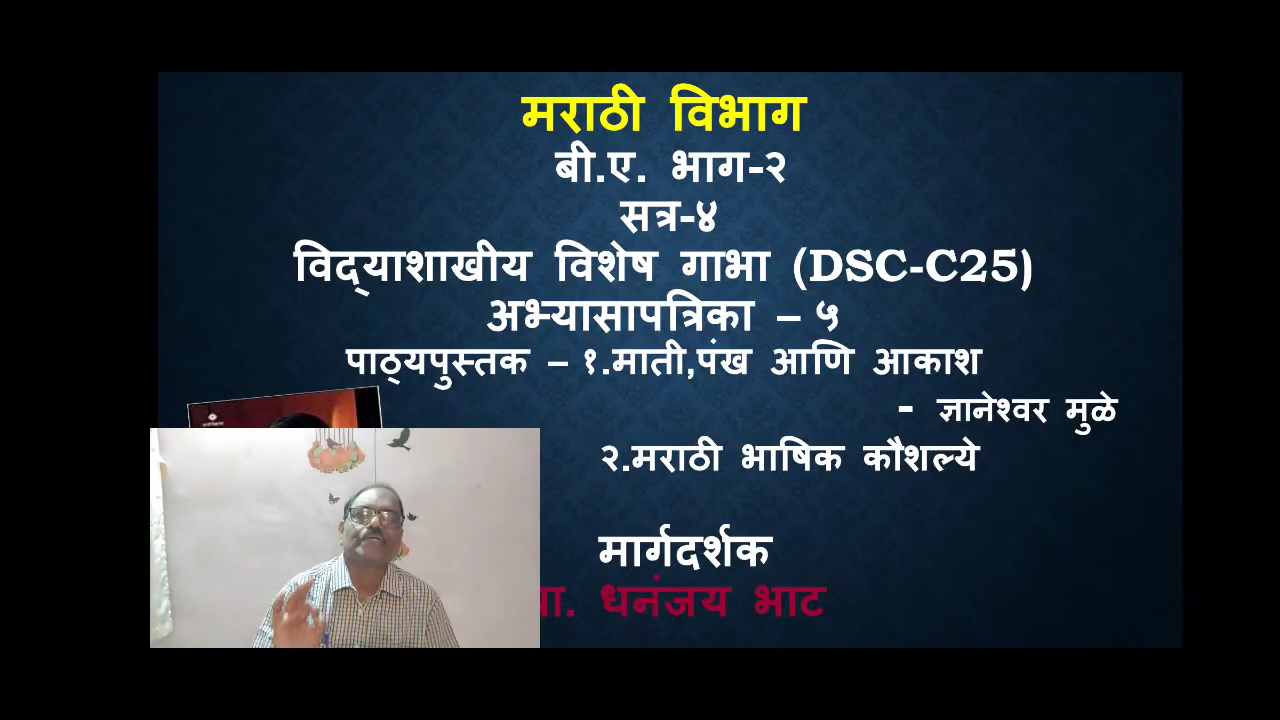 मराठी विभाग
बी.ए. भाग-२
सत्र-४
विद्‌याशाखीय विशेष गाभा (DSC-C25)
अभ्यासापत्रिका – ५
पाठ्‌यपुस्तक – १.माती,पंख आणि आकाश
- ज्ञानेश्वर मुळे
२.मराठी भाषिक कौशल्ये
मार्गदर्शक
धनंजय भाट